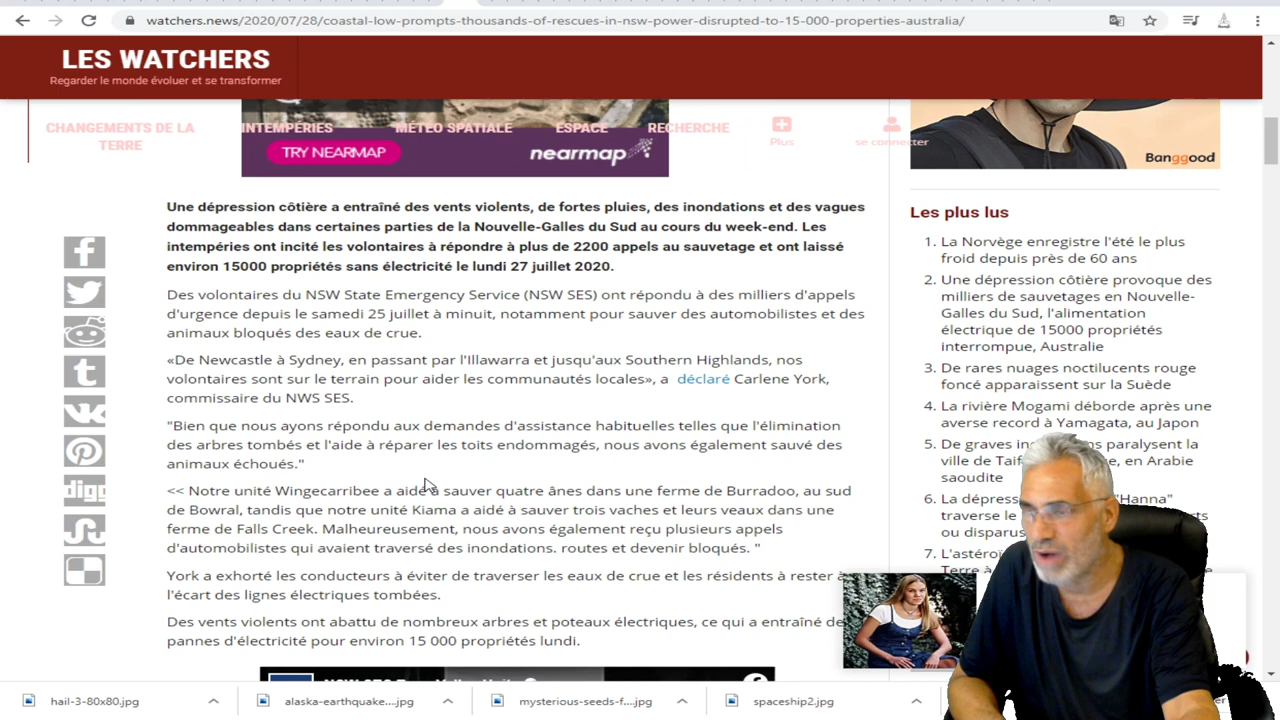 watchers.news/2020/07/28/coastal-low-prompts-thousands-of-rescues-in-nsw-power-disrupted-to-15-000-properties-australia/
LES WATCHERS
Regarder le monde évoluer et se transformer
CHANGEMENTS DE LA
TERRE
INTEMPÉRIES
MÉTÉO SPATIALE
ESPACE
RECHERCHE
Plus
se connecter
TRY NEARMAP
nearmap
Banggood
Une dépression côtière a entraîné des vents violents, de fortes pluies, des inondations et des vagues
dommageables dans certaines parties de la Nouvelle-Galles du Sud au cours du week-end. Les
intempéries ont incité les volontaires à répondre à plus de 2200 appels au sauvetage et ont laissé
environ 15000 propriétés sans électricité le lundi 27 juillet 2020.
Des volontaires du NSW State Emergency Service (NSW SES) ont répondu à des milliers d'appels
d'urgence depuis le samedi 25 juillet à minuit, notamment pour sauver des automobilistes et des
animaux bloqués des eaux de crue.
«De Newcastle à Sydney, en passant par l'Illawarra et jusqu'aux Southern Highlands, nos
volontaires sont sur le terrain pour aider les communautés locales», a déclaré Carlene York,
commissaire du NWS SES.
"Bien que nous ayons répondu aux demandes d'assistance habituelles telles que l'élimination
des arbres tombés et l'aide à réparer les toits endommagés, nous avons également sauvé des
animaux échoués."
<< Notre unité Wingecarribee a aidé à sauver quatre ânes dans une ferme de Burradoo, au sud
de Bowral, tandis que notre unité Kiama a aidé à sauver trois vaches et leurs veaux dans une
ferme de Falls Creek. Malheureusement, nous avons également reçu plusieurs appels
d'automobilistes qui avaient traversé des inondations. routes et devenir bloqués. "
York a exhorté les conducteurs à éviter de traverser les eaux de crue et les résidents à rester à
l'écart des lignes électriques tombées.
Des vents violents ont abattu de nombreux arbres et poteaux électriques, ce qui a entraîné de
pannes d'électricité pour environ 15 000 propriétés lundi.
Les plus lus
1. La Norvège enregistre l'été le plus
froid depuis près de 60 ans
2. Une dépression côtière provoque des
milliers de sauvetages en Nouvelle-
Galles du Sud, l'alimentation
électrique de 15000 propriétés
interrompue, Australie
3. De rares nuages noctilucents rouge
foncé apparaissent sur la Suède
4. La rivière Mogami déborde après une
averse record à Yamagata, au Japon
5. De graves paralysent la
ville de en Arabie
saoudite
6. La "Hanna"
traverse le
ou
7.
Terre à
digg
hail-3-80x80.jpg
alaska-earthquake....jpg
mysterious-seeds-f....jpg
spaceship2.jpg